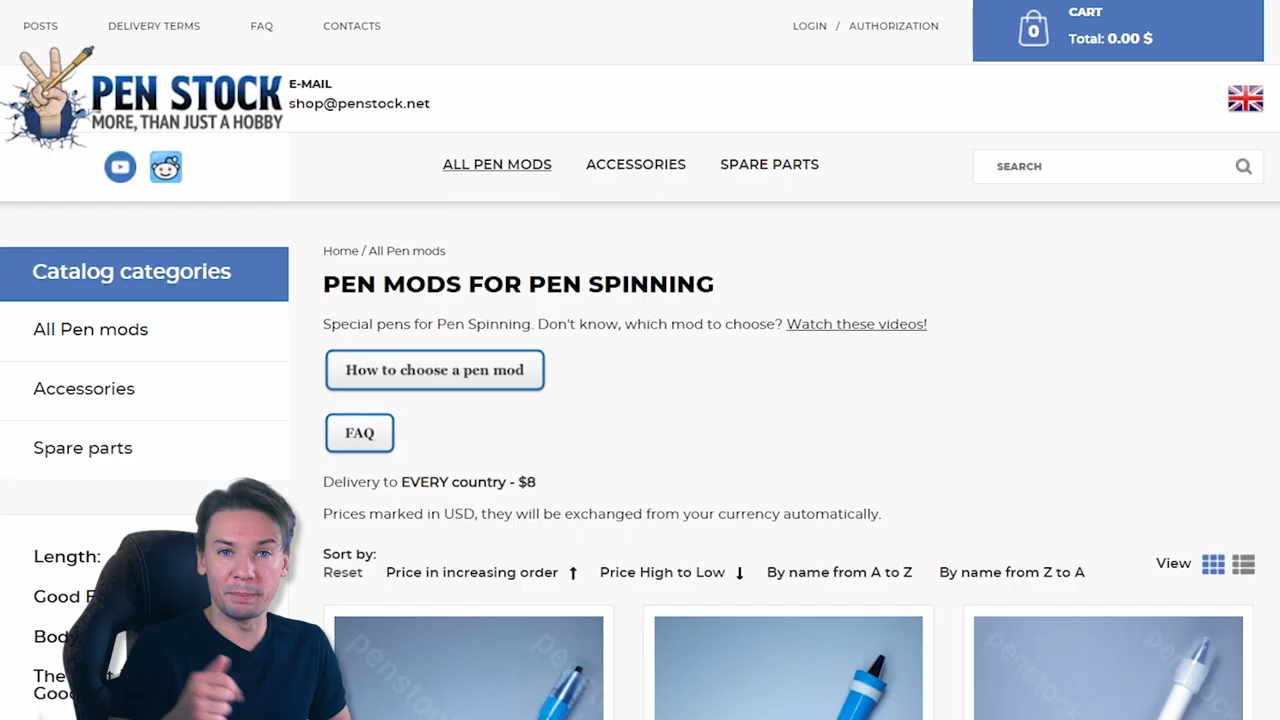 POSTS
DELIVERY TERMS
FAQ
CONTACTS
LOGIN / AUTHORIZATION
CART
0
Total: 0.00 $
PEN STOCK
MORE, THAN JUST A HOBBY
E-MAIL
shop@penstock.net
ALL PEN MODS
ACCESSORIES
SPARE PARTS
SEARCH
Catalog categories
All Pen mods
Accessories
Spare parts
Length:
Good
Home / All Pen mods
PEN MODS FOR PEN SPINNING
Special pens for Pen Spinning. Don't know, which mod to choose? Watch these videos!
How to choose a pen mod
FAQ
Delivery to EVERY country - $8
Prices marked in USD, they will be exchanged from your currency automatically.
Sort by:
Reset
Price in increasing order
Price High to Low
By name from A to Z
By name from Z to A
View
penstock
penstock
penstock